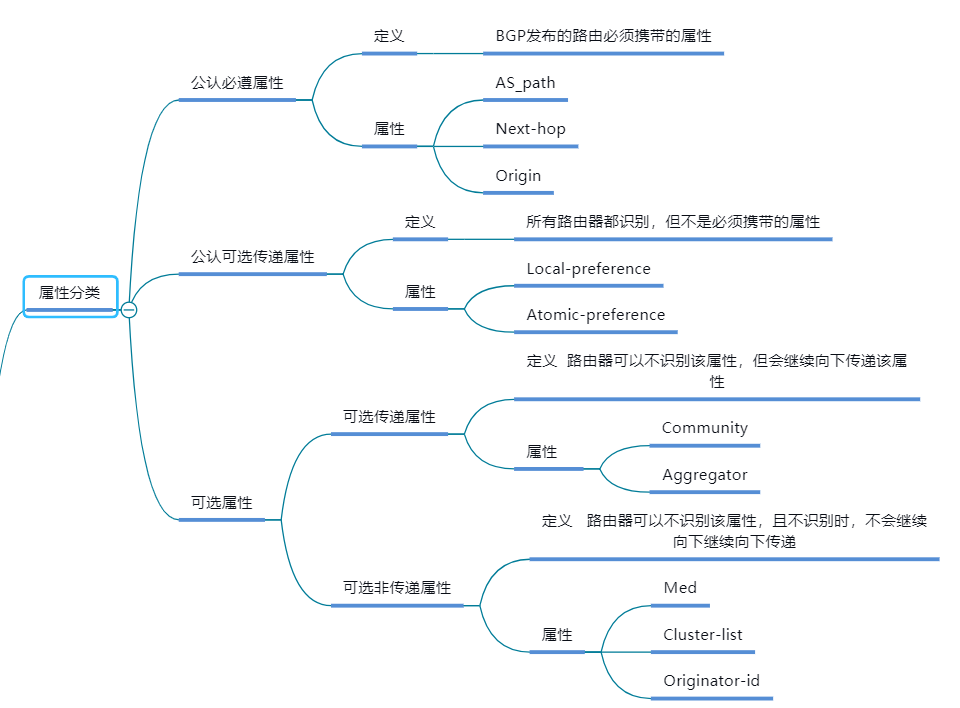 属性分类
公认必遵属性
定义
BGP发布的路由必须携带的属性
属性
AS_path
Next-hop
Origin
公认可选传递属性
定义
所有路由器都识别，但不是必须携带的属性
属性
Local-preference
Atomic-preference
可选属性
可选传递属性
定义 路由器可以不识别该属性，但会继续向下传递该属
性
属性
Community
Aggregator
可选非传递属性
定义 路由器可以不识别该属性，且不识别时，不会继续
向下继续向下传递
属性
Med
Cluster-list
Originator-id